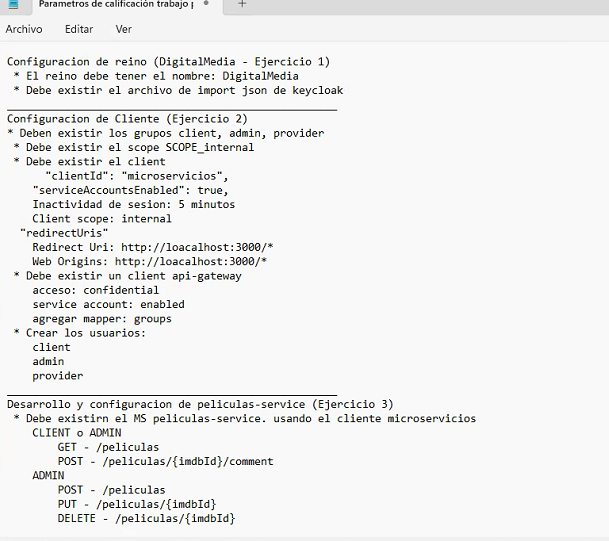 Parametros de calificación trabajo
Archivo Editar Ver
Configuracion de reino (DigitalMedia - Ejercicio 1)
* El reino debe tener el nombre: DigitalMedia
* Debe existir el archivo de import json de keycloak
Configuracion de Cliente (Ejercicio 2)
* Deben existir los grupos client, admin, provider
* Debe existir el scope SCOPE_internal
* Debe existir el client
"clientId": "microservicios",
"serviceAccountsEnabled": true,
Inactividad de sesion: 5 minutos
Client scope: internal
"redirectUris"
Redirect Uri: http://loacalhost:3000/*
Web Origins: http://loacalhost:3000/*
* Debe existir un client api-gateway
acceso: confidential
service account: enabled
agregar mapper: groups
* Crear los usuarios:
client
admin
provider
Desarrollo y configuracion de peliculas-service (Ejercicio 3)
* Debe existirn el MS peliculas-service. usando el cliente microservicios
CLIENT o ADMIN
GET - /peliculas
POST - /peliculas/{imdbId}/comment
ADMIN
POST - /peliculas
PUT - /peliculas/{imdbId}
DELETE - /peliculas/{imdbId}